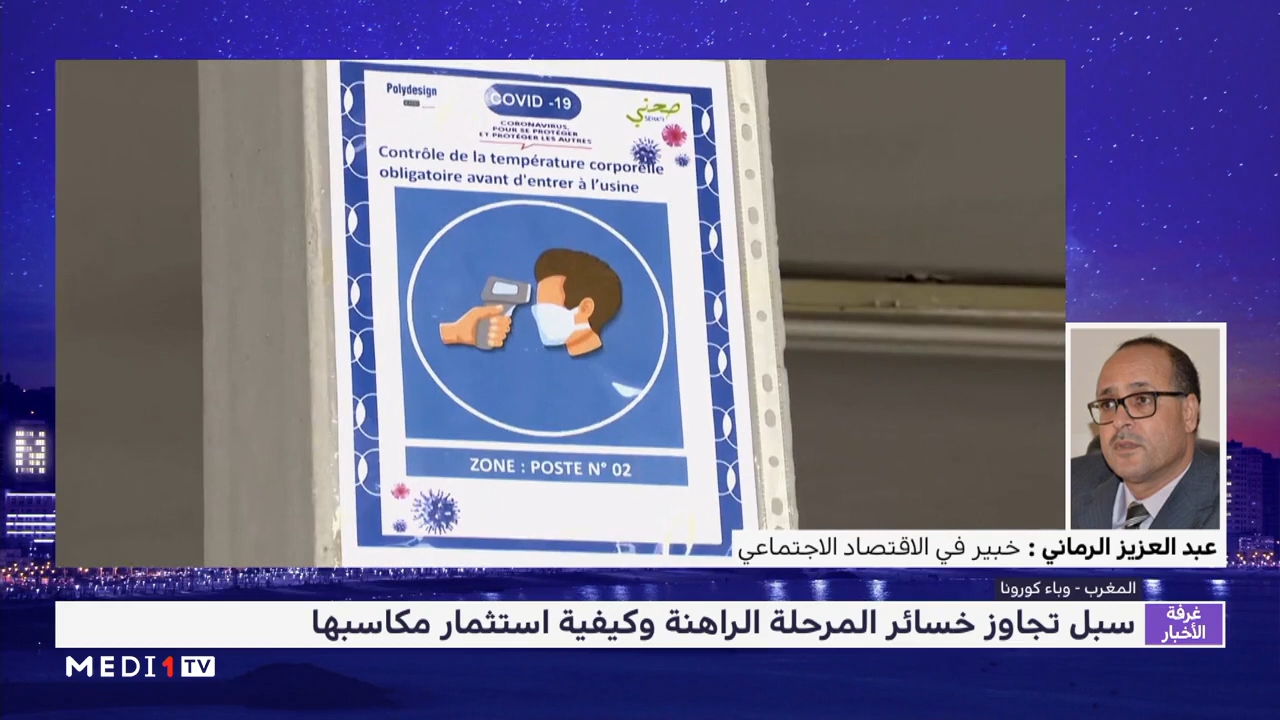 Polydesign
COVID -19
صحتي
SEHATI
CORONAVIRUS,
POUR SE PROTÉGER
ET PROTÉGER LES AUTRES
Contrôle de la température corporelle
obligatoire avant d'entrer à l'usine
ZONE : POSTE N° 02
عبد العزيز الرماني : خبير في الاقتصاد الاجتماعي
المغرب - وباء كورونا
غرفة
الأخبار
سبل تجاوز خسائر المرحلة الراهنة وكيفية استثمار مكاسبها
MEDI1TV